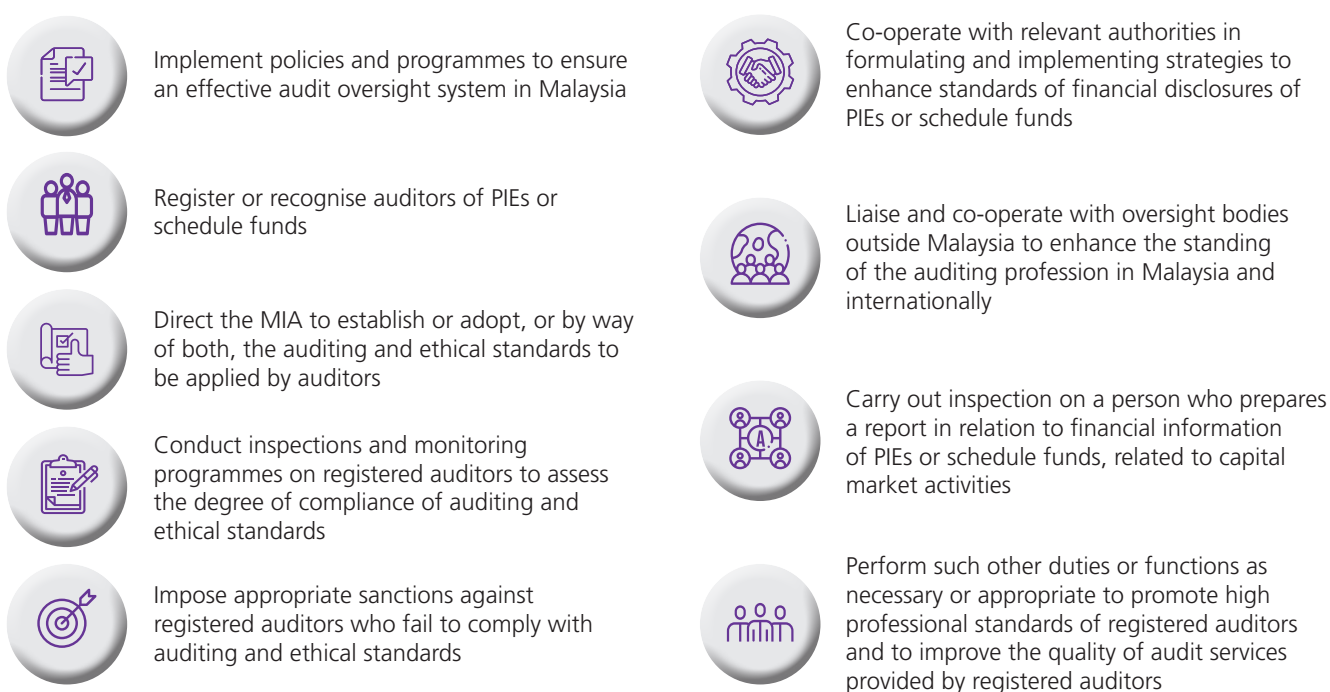 Implement policies and programmes to ensure
an effective audit oversight system in Malaysia
Register or recognise auditors of PIEs or
schedule funds
Direct the MIA to establish or adopt, or by way
of both, the auditing and ethical standards to
be applied by auditors
Conduct inspections and monitoring
programmes on registered auditors to assess
the degree of compliance of auditing and
ethical standards
Impose appropriate sanctions against
registered auditors who fail to comply with
auditing and ethical standards
Co-operate with relevant authorities in
formulating and implementing strategies to
enhance standards of financial disclosures of
PIEs or schedule funds
Liaise and co-operate with oversight bodies
outside Malaysia to enhance the standing
of the auditing profession in Malaysia and
internationally
A
Carry out inspection on a person who prepares
a report in relation to financial information
of PIEs or schedule funds, related to capital
market activities
Perform such other duties or functions as
necessary or appropriate to promote high
professional standards of registered auditors
and to improve the quality of audit services
provided by registered auditors